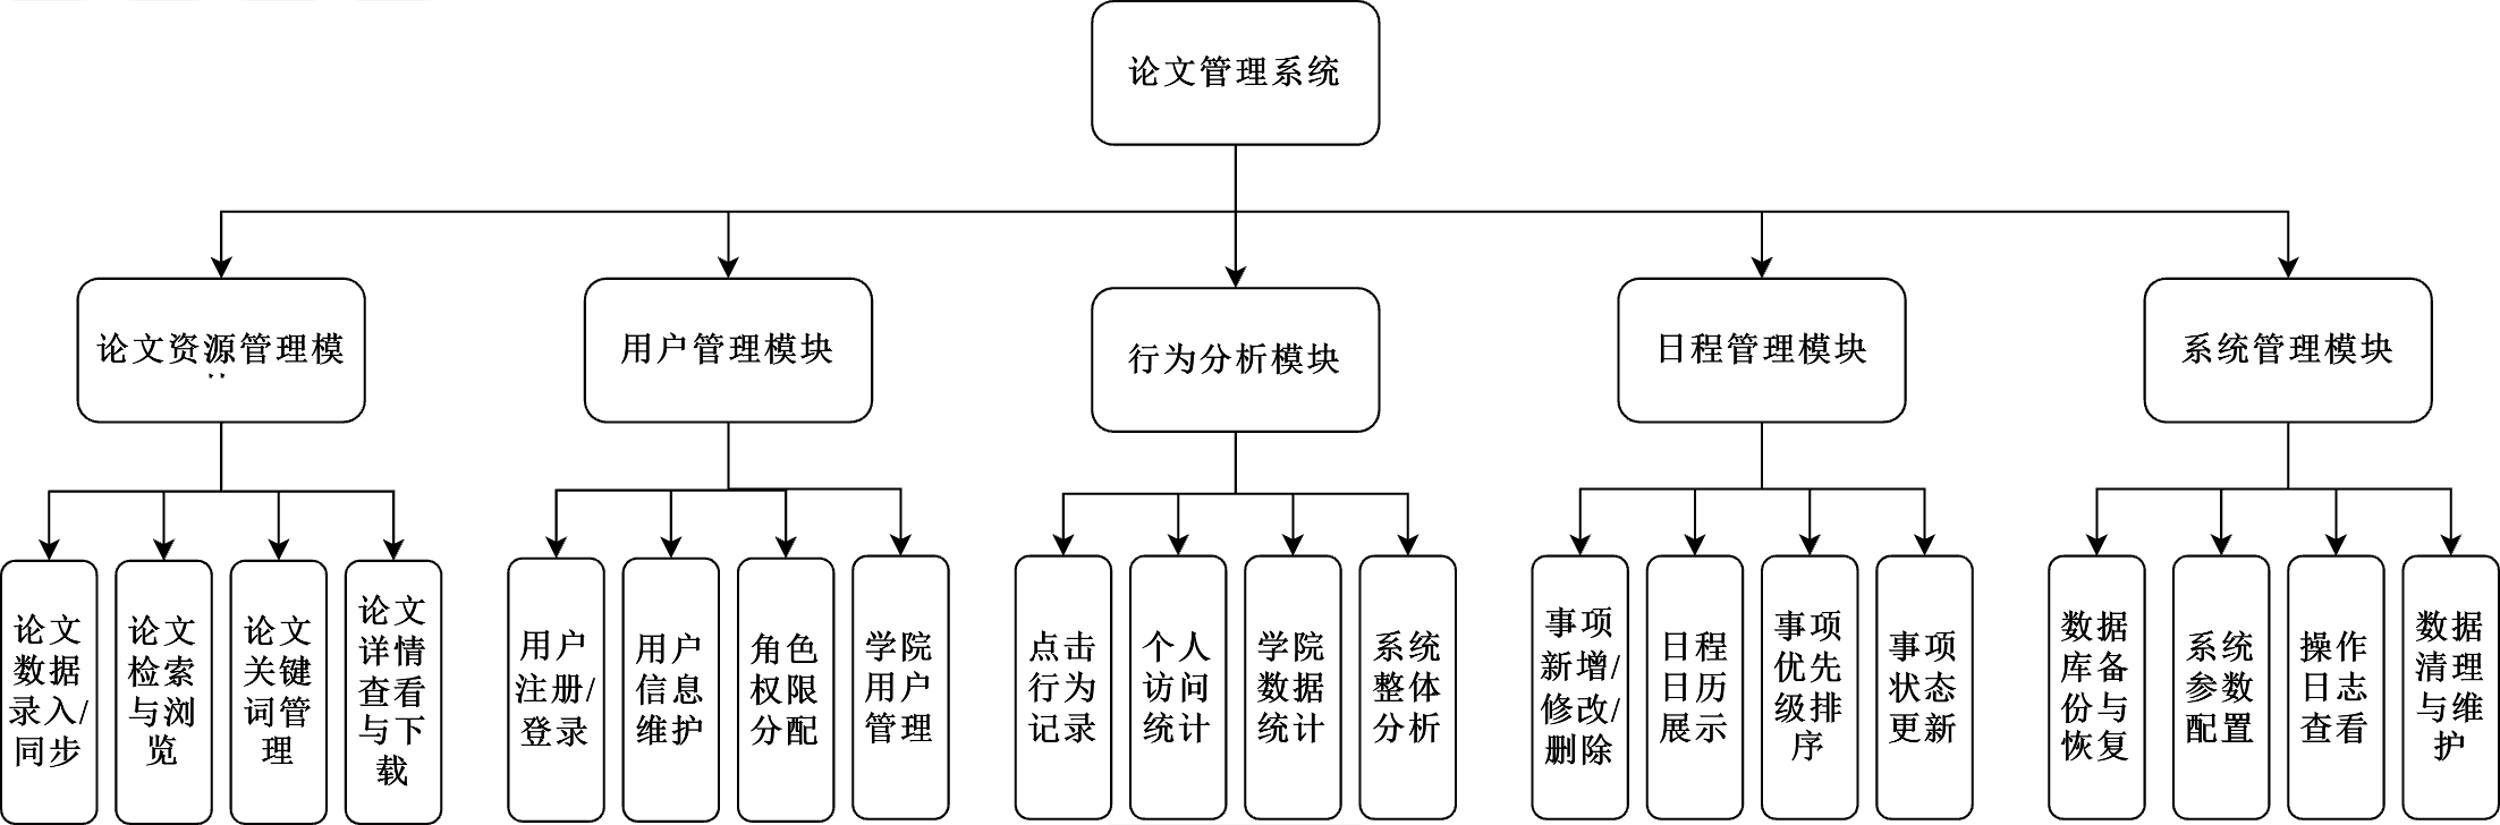 论文管理系统
论文资源管理模
用户管理模块
行为分析模块
日程管理模块
系统管理模块
论文
数据
录入/
同步
论文
检索
与浏
览
论文
关键
词管
理
论文
详情
查看
与下
载
用户
注册/
登录
用户
信息
维护
角色
权限
分配
学院
用户
管理
点击
行为
记录
个人
访问
统计
学院
数据
统计
系统
整体
分析
事项
新增/
修改/
删除
日程
日历
展示
事项
优先
级排
序
事项
状态
更新
数据
库备
份与
恢复
系统
参数
配置
操作
日志
查看
数据
清理
与维
护